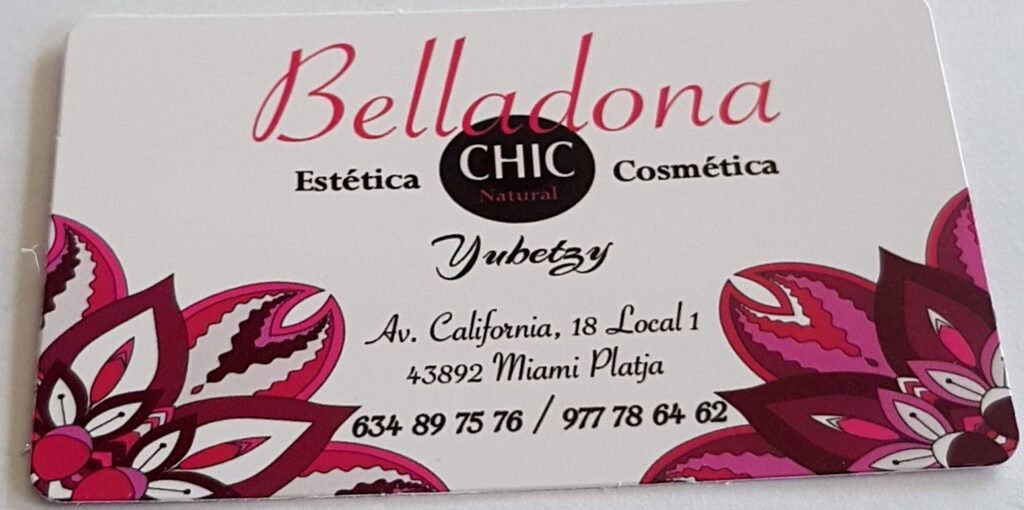 Belladona
Estética CHIC Cosmética
Natural
Yubetzy
Av. California, 18 Local 1
43892 Miami Platja
634 89 75 76 / 977 78 64 62